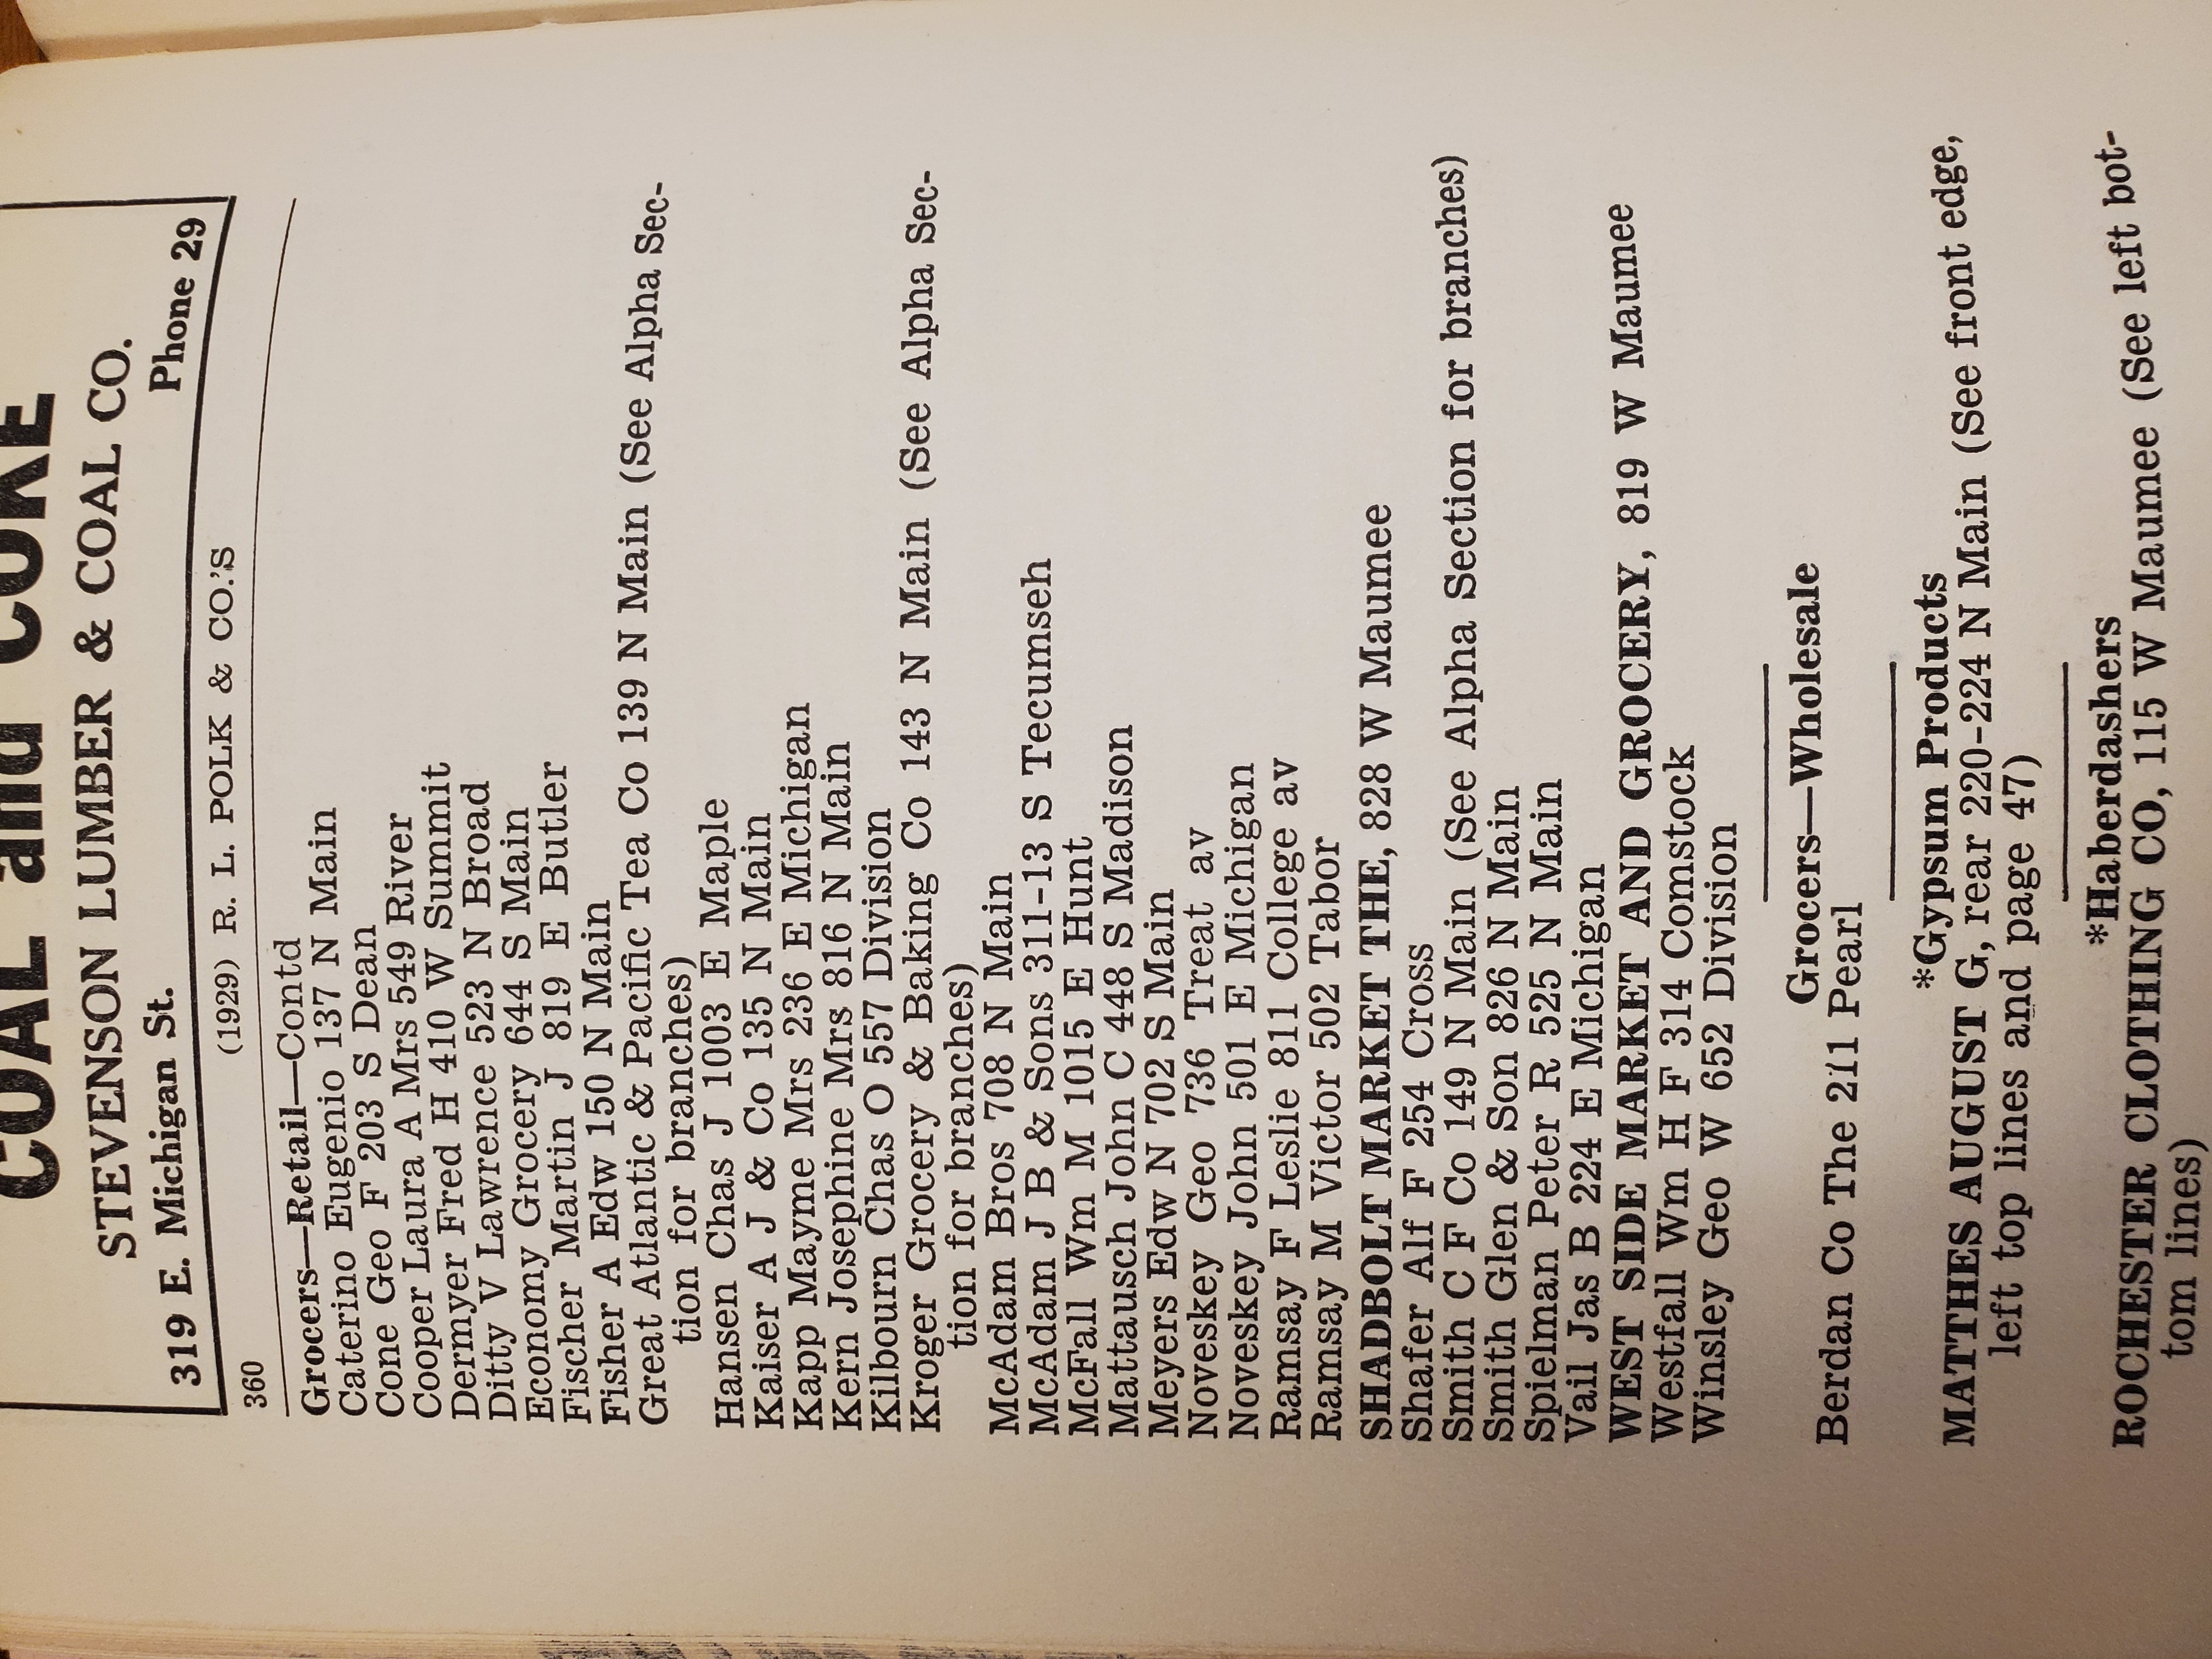 COAL and COKE
STEVENSON LUMBER & COAL CO.
319 E. Michigan St. Phone 29
360 (1929) R. L. POLK & CO.'S
Grocers—Retail—Contd
Caterino Eugenio 137 N Main
Cone Geo F 203 S Dean
Cooper Laura A Mrs 549 River
Dermyer Fred H 410 W Summit
Ditty V Lawrence 523 N Broad
Economy Grocery 644 S Main
Fischer Martin J 819 E Butler
Fisher A Edw 150 N Main
Great Atlantic & Pacific Tea Co 139 N Main (See Alpha Sec-
tion for branches)
Hansen Chas J 1003 E Maple
Kaiser A J & Co 135 N Main
Kapp Mayme Mrs 236 E Michigan
Kern Josephine Mrs 816 N Main
Kilbourn Chas O 557 Division
Kroger Grocery & Baking Co 143 N Main (See Alpha Sec-
tion for branches)
McAdam Bros 708 N Main
McAdam J B & Sons 311-13 S Tecumseh
McFall Wm M 1015 E Hunt
Mattausch John C 448 S Madison
Meyers Edw N 702 S Main
Noveskey Geo 736 Treat av
Noveskey John 501 E Michigan
Ramsay F Leslie 811 College av
Ramsay M Victor 502 Tabor
SHADBOLT MARKET THE, 828 W Maumee
Shafer Alf F 254 Cross
Smith C F Co 149 N Main (See Alpha Section for branches)
Smith Glen & Son 826 N Main
Spielman Peter R 525 N Main
Vail Jas B 224 E Michigan
WEST SIDE MARKET AND GROCERY, 819 W Maumee
Westfall Wm H F 314 Comstock
Winsley Geo W 652 Division
Grocers—Wholesale
Berdan Co The 211 Pearl
*Gypsum Products
MATTHES AUGUST G, rear 220-224 N Main (See front edge,
left top lines and page 47)
*Haberdashers
ROCHESTER CLOTHING CO, 115 W Maumee (See left bot-
tom lines)